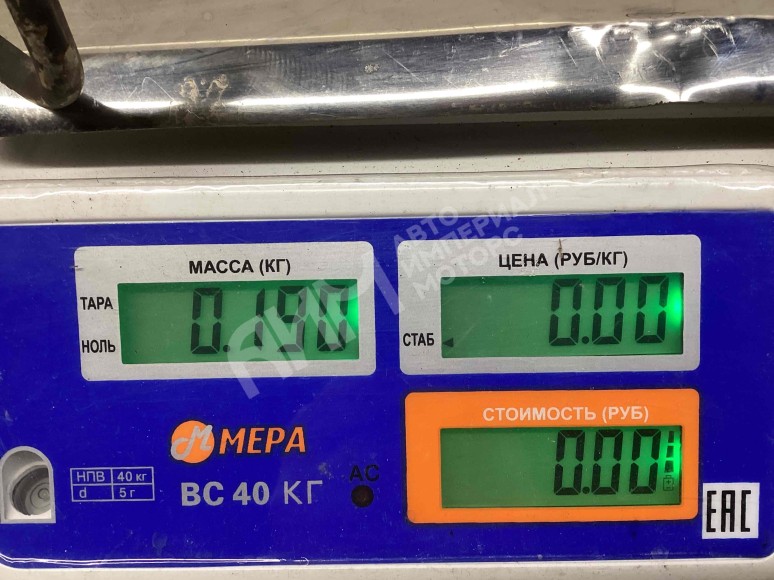 МАССА (КГ)
ТАРА
НОЛЬ
0.190
ЦЕНА (РУБ/КГ)
СТАБ
0.00
СТОИМОСТЬ (РУБ)
0.00
МЕРА
НПВ 40 кг
d 5 г
ВС 40 КГ
AC
EAC
АИМ
АВТО
ИМПЕРИАЛ
МОТОРС